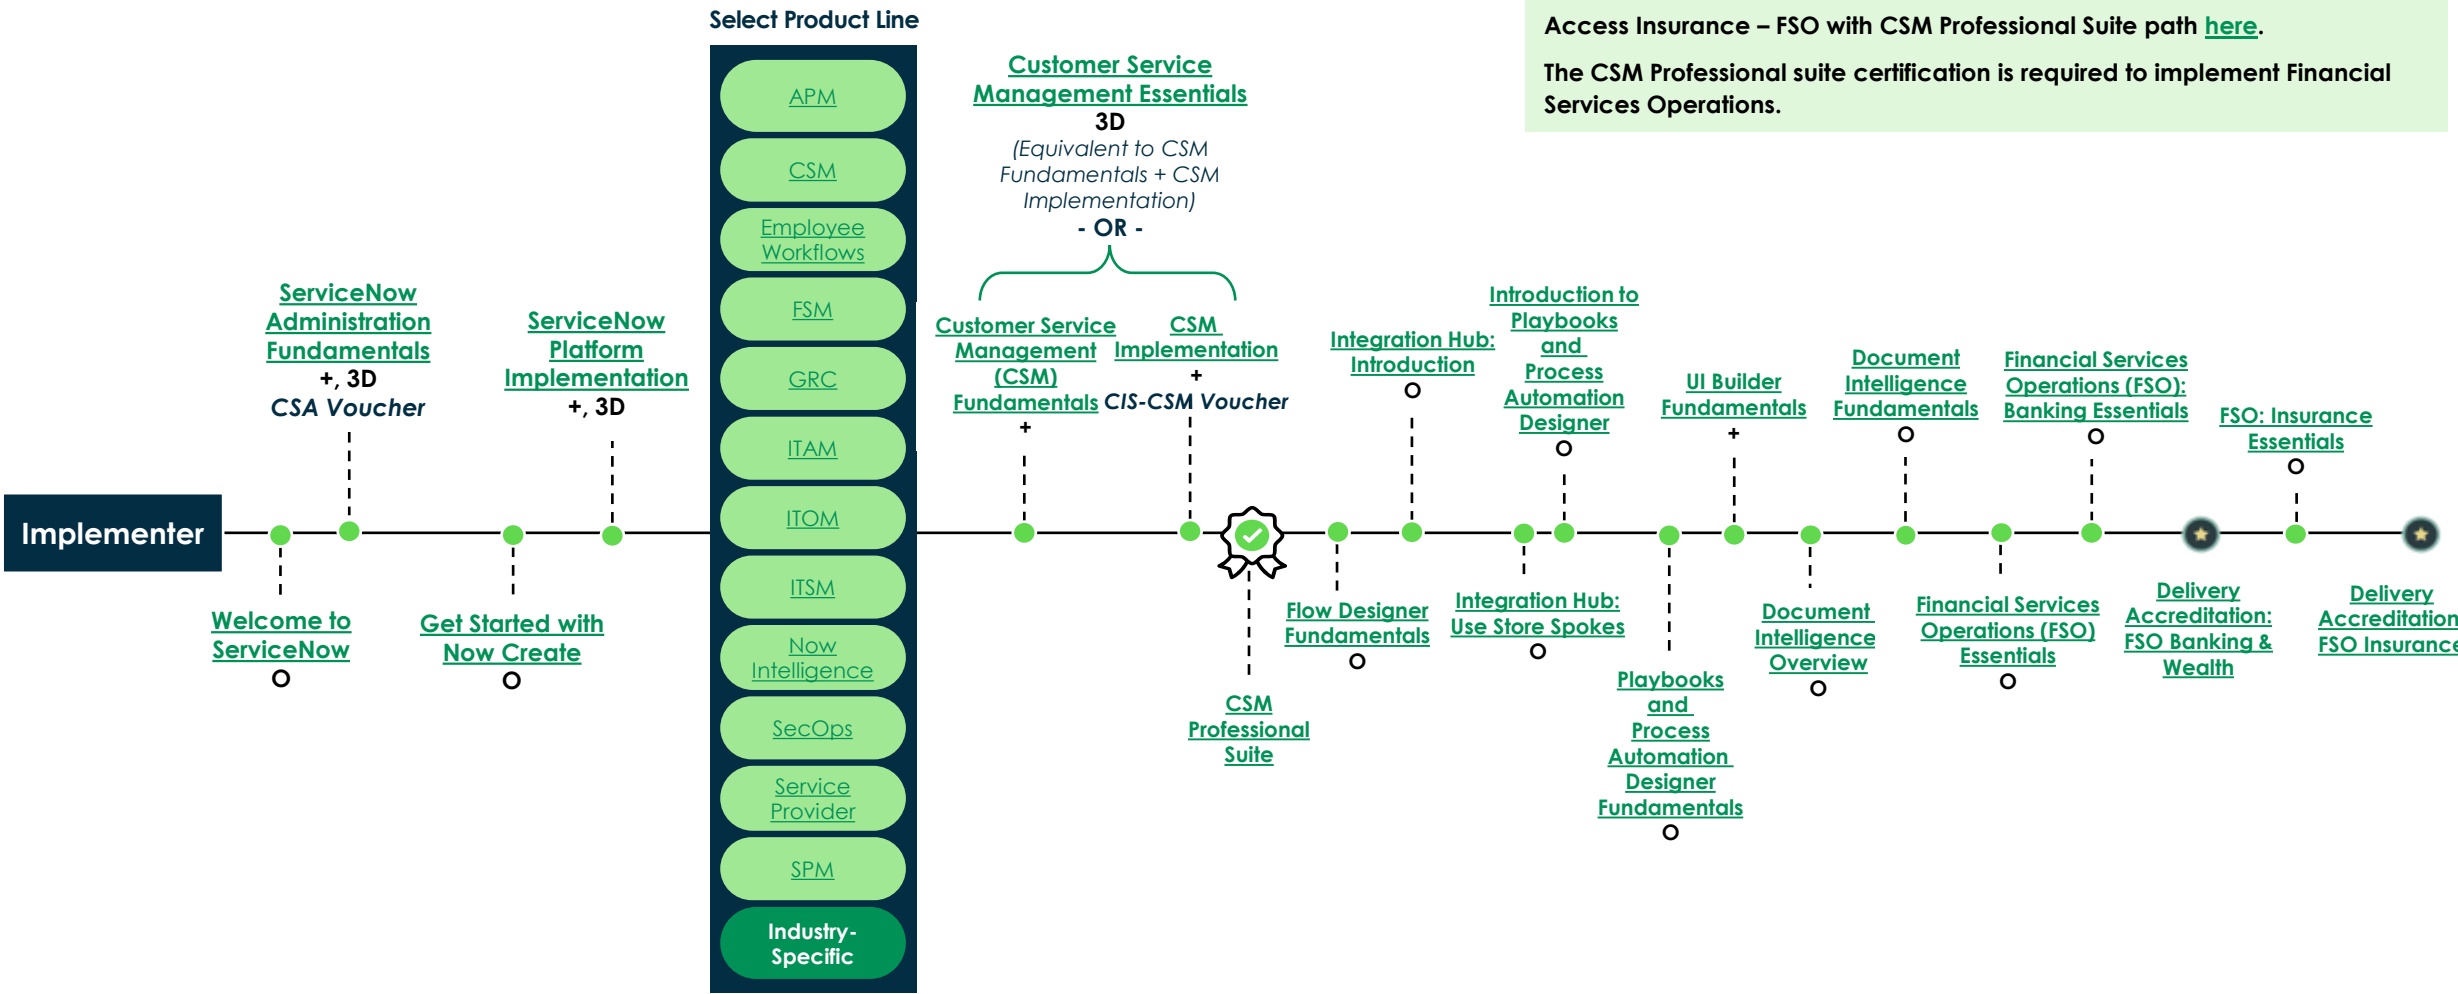 Select Product Line
Access Insurance – FSO with CSM Professional Suite path here.
The CSM Professional suite certification is required to implement Financial
Services Operations.
APM
CSM
Employee
Workflows
FSM
GRC
ITAM
ITOM
ITSM
Now
Intelligence
SecOps
Service
Provider
SPM
Industry-
Specific
Customer Service
Management Essentials
3D
(Equivalent to CSM
Fundamentals + CSM
Implementation)
- OR -
Implementer
Welcome to
ServiceNow
O
ServiceNow
Administration
Fundamentals
+, 3D
CSA Voucher
Get Started with
Now Create
O
ServiceNow
Platform
Implementation
+, 3D
Customer Service
Management
(CSM)
Fundamentals
+
CSM
Implementation
+
CIS-CSM Voucher
CSM
Professional
Suite
Flow Designer
Fundamentals
O
Integration Hub:
Introduction
O
Integration Hub:
Use Store Spokes
O
Introduction to
Playbooks
and
Process
Automation
Designer
O
Playbooks
and
Process
Automation
Designer
Fundamentals
O
UI Builder
Fundamentals
+
Document
Intelligence
Overview
O
Document
Intelligence
Fundamentals
O
Financial Services
Operations (FSO)
Essentials
O
Financial Services
Operations (FSO):
Banking Essentials
O
Delivery
Accreditation:
FSO Banking &
Wealth
FSO: Insurance
Essentials
O
Delivery
Accreditation
FSO Insurance